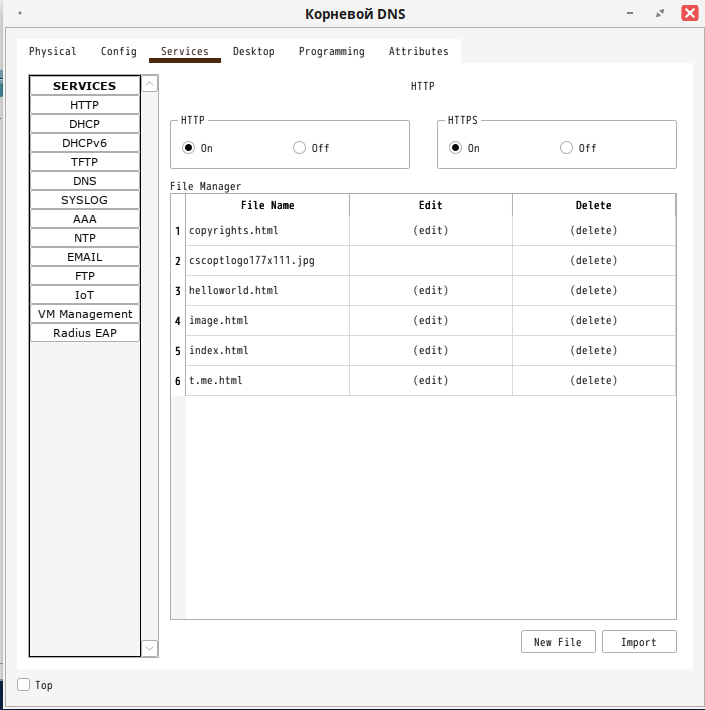 Корневой DNS
Physical Config Services Desktop Programming Attributes
SERVICES
HTTP
DHCP
DHCPv6
TFTP
DNS
SYSLOG
AAA
NTP
EMAIL
FTP
IoT
VM Management
Radius EAP
HTTP
HTTP
On Off
HTTPS
On Off
File Manager
File Name Edit Delete
1 copyrights.html (edit) (delete)
2 cscoptlogo177x111.jpg (delete)
3 helloworld.html (edit) (delete)
4 image.html (edit) (delete)
5 index.html (edit) (delete)
6 t.me.html (edit) (delete)
New File Import
Top